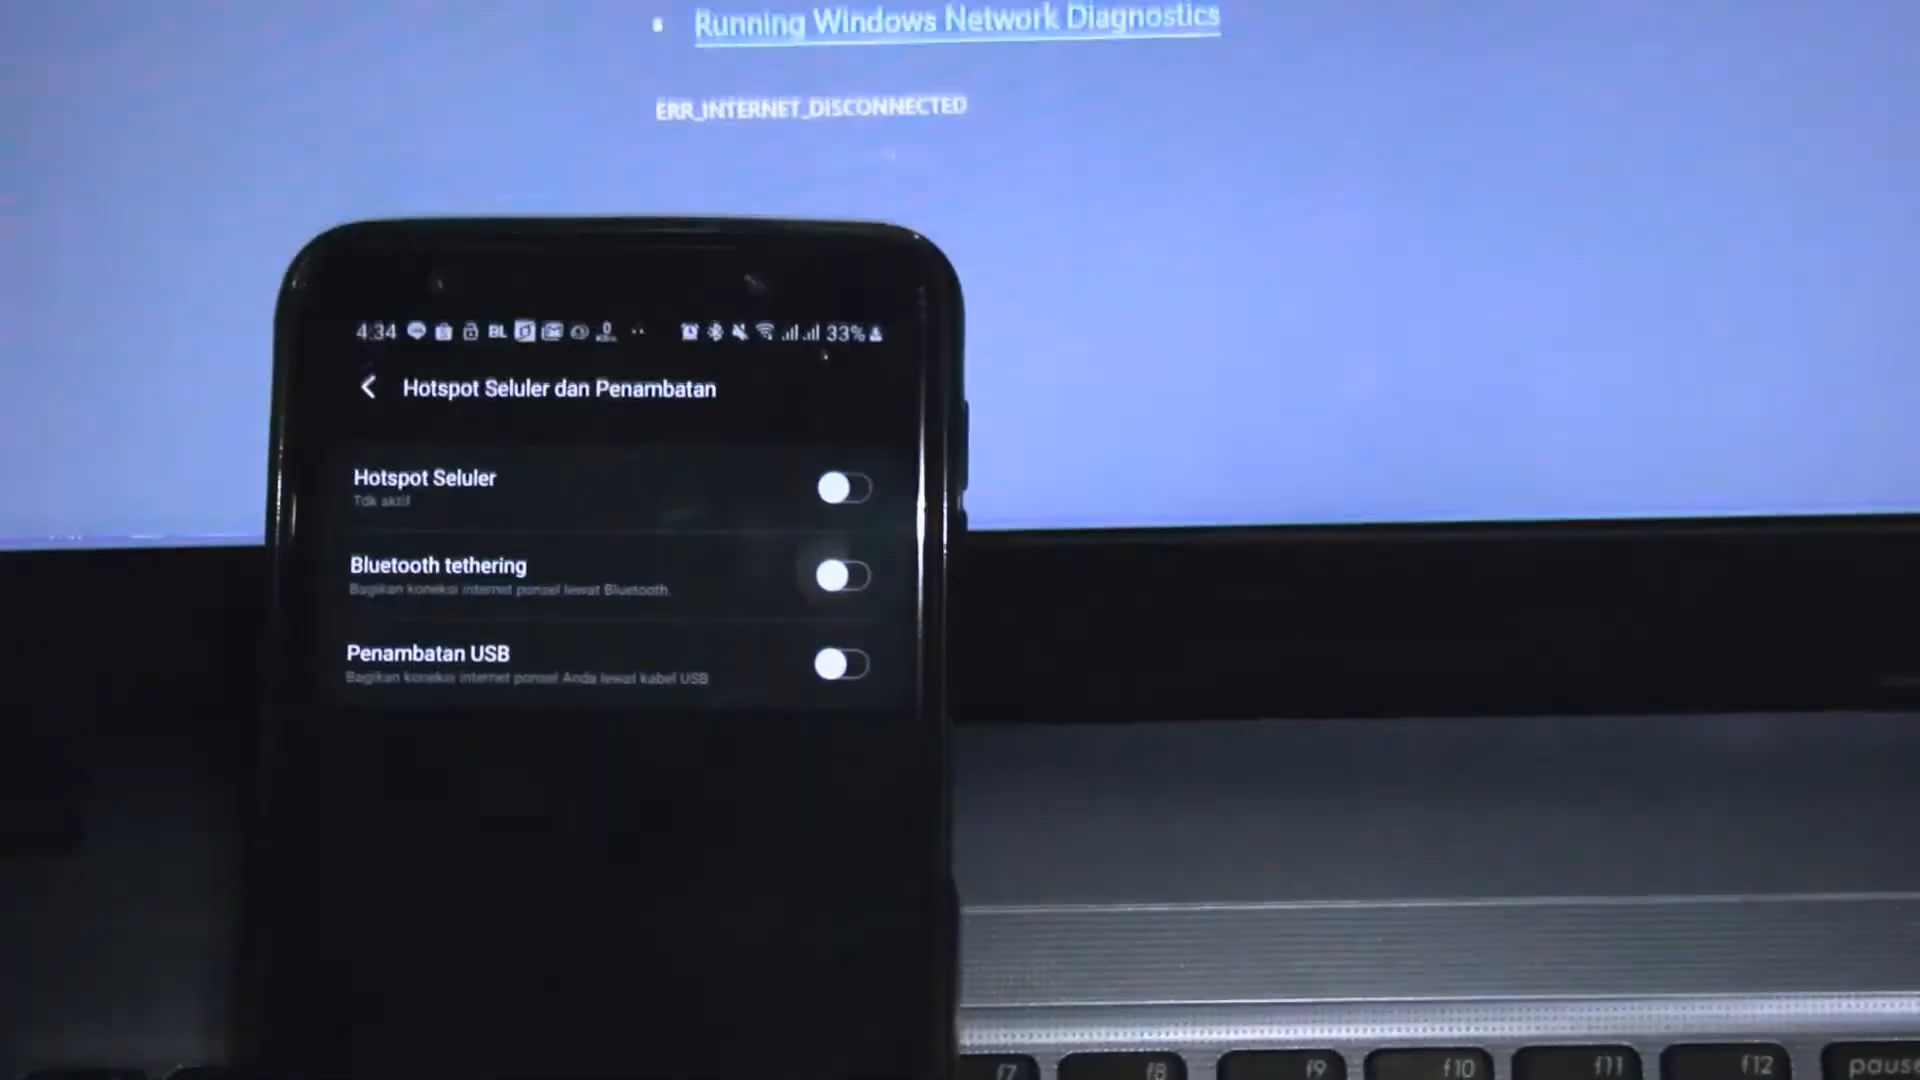 Running Windows Network Diagnostics
ERR_INTERNET_DISCONNECTED
4:34 BL 0 KB/s 33%
Hotspot Seluler dan Penambatan
Hotspot Seluler
Tdk aktif
Bluetooth tethering
Bagikan koneksi internet ponsel lewat Bluetooth.
Penambatan USB
Bagikan koneksi internet ponsel Anda lewat kabel USB
f7 f8 f9 f10 f11 f12 pause